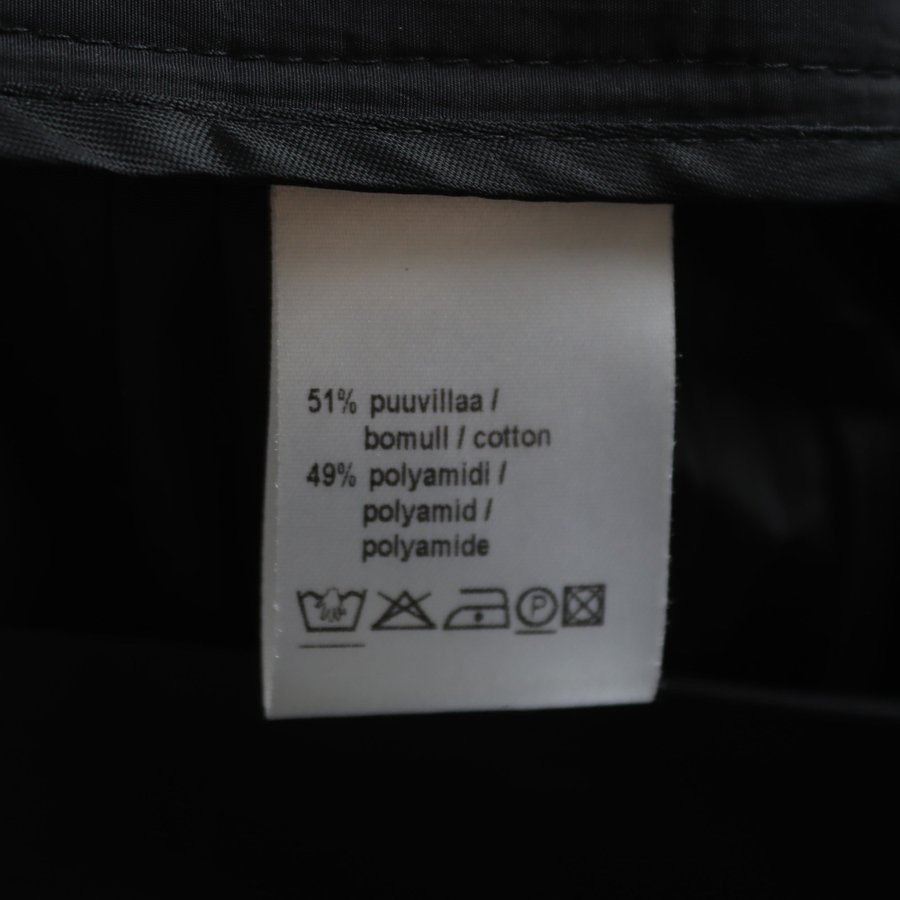 51% puuvillaa /
bomull / cotton
49% polyamidi /
polyamid /
polyamide
P